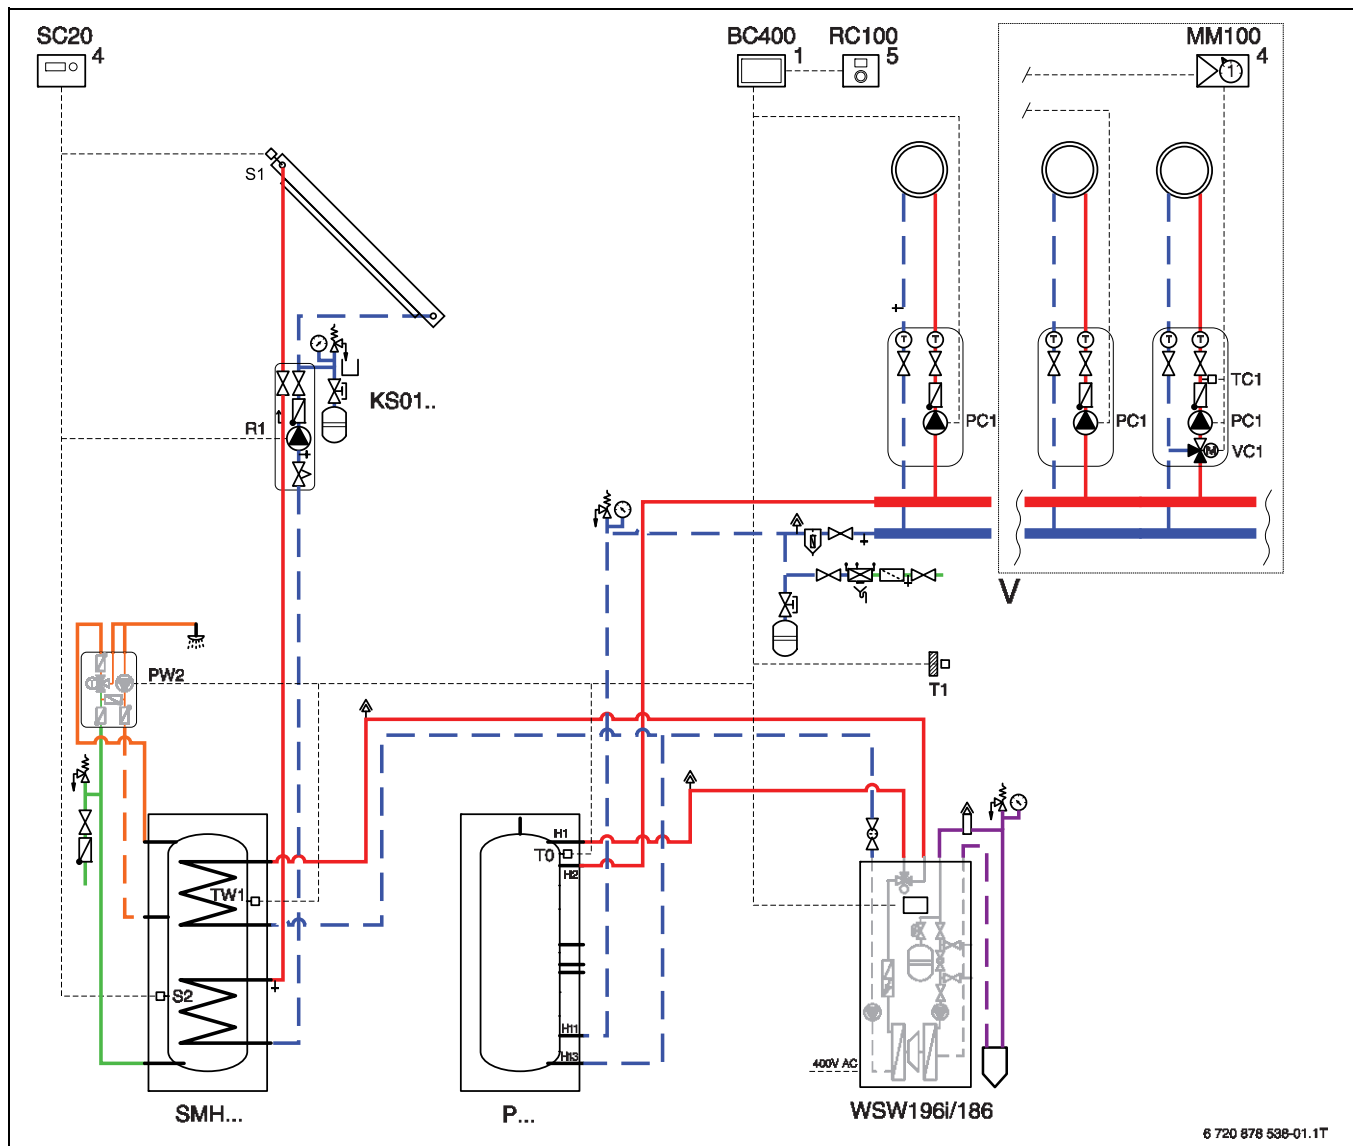 SC20
4
BC400
1
RC100
5
MM100
4
1
S1
KS01..
R1
T T T T T T
TC1
PC1 PC1 PC1
M VC1
V
T1
PW2
H1
T0
H2
TW1
S2
H11
H13
400V AC
SMH...
P...
WSW196i/186
6 720 878 538-01.1T